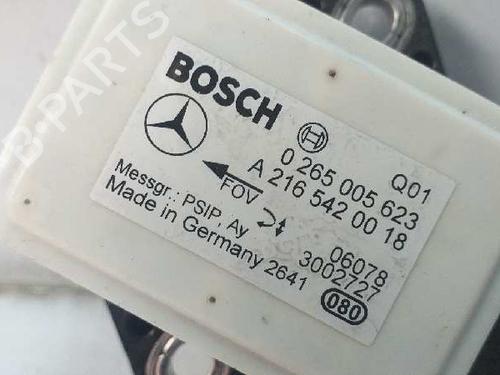 B-PARTS
BOSCH
0 265 005 623 Q01
A 216 542 00 18
FOV
Messgr.: PSIP, Ay 06078
Made in Germany 2641 3002727
080